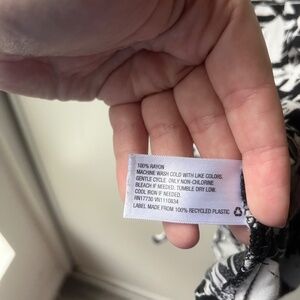 100% RAYON
MACHINE WASH COLD WITH LIKE COLORS.
GENTLE CYCLE. ONLY NON-CHLORINE
BLEACH IF NEEDED. TUMBLE DRY LOW.
COOL IRON IF NEEDED.
RN17730 VN1110934
LABEL MADE FROM 100% RECYCLED PLASTIC